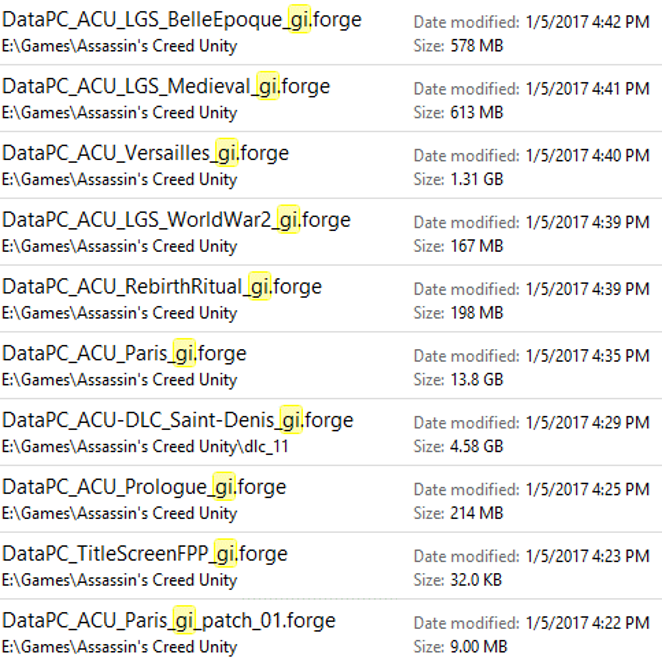 DataPC_ACU_LGS_BelleEpoque_gi.forge Date modified: 1/5/2017 4:42 PM
E:\Games\Assassin's Creed Unity Size: 578 MB
DataPC_ACU_LGS_Medieval_gi.forge Date modified: 1/5/2017 4:41 PM
E:\Games\Assassin's Creed Unity Size: 613 MB
DataPC_ACU_Versailles_gi.forge Date modified: 1/5/2017 4:40 PM
E:\Games\Assassin's Creed Unity Size: 1.31 GB
DataPC_ACU_LGS_WorldWar2_gi.forge Date modified: 1/5/2017 4:39 PM
E:\Games\Assassin's Creed Unity Size: 167 MB
DataPC_ACU_RebirthRitual_gi.forge Date modified: 1/5/2017 4:39 PM
E:\Games\Assassin's Creed Unity Size: 198 MB
DataPC_ACU_Paris_gi.forge Date modified: 1/5/2017 4:35 PM
E:\Games\Assassin's Creed Unity Size: 13.8 GB
DataPC_ACU-DLC_Saint-Denis_gi.forge Date modified: 1/5/2017 4:29 PM
E:\Games\Assassin's Creed Unity\dlc_11 Size: 4.58 GB
DataPC_ACU_Prologue_gi.forge Date modified: 1/5/2017 4:25 PM
E:\Games\Assassin's Creed Unity Size: 214 MB
DataPC_TitleScreenFPP_gi.forge Date modified: 1/5/2017 4:23 PM
E:\Games\Assassin's Creed Unity Size: 32.0 KB
DataPC_ACU_Paris_gi_patch_01.forge Date modified: 1/5/2017 4:22 PM
E:\Games\Assassin's Creed Unity Size: 9.00 MB